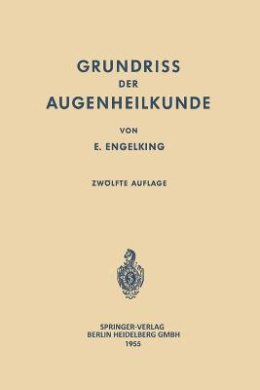 GRUNDRISS
DER
AUGENHEILKUNDE
VON
E. ENGELKING
ZWÖLFTE AUFLAGE
SPRINGER-VERLAG
BERLIN HEIDELBERG GMBH
1955